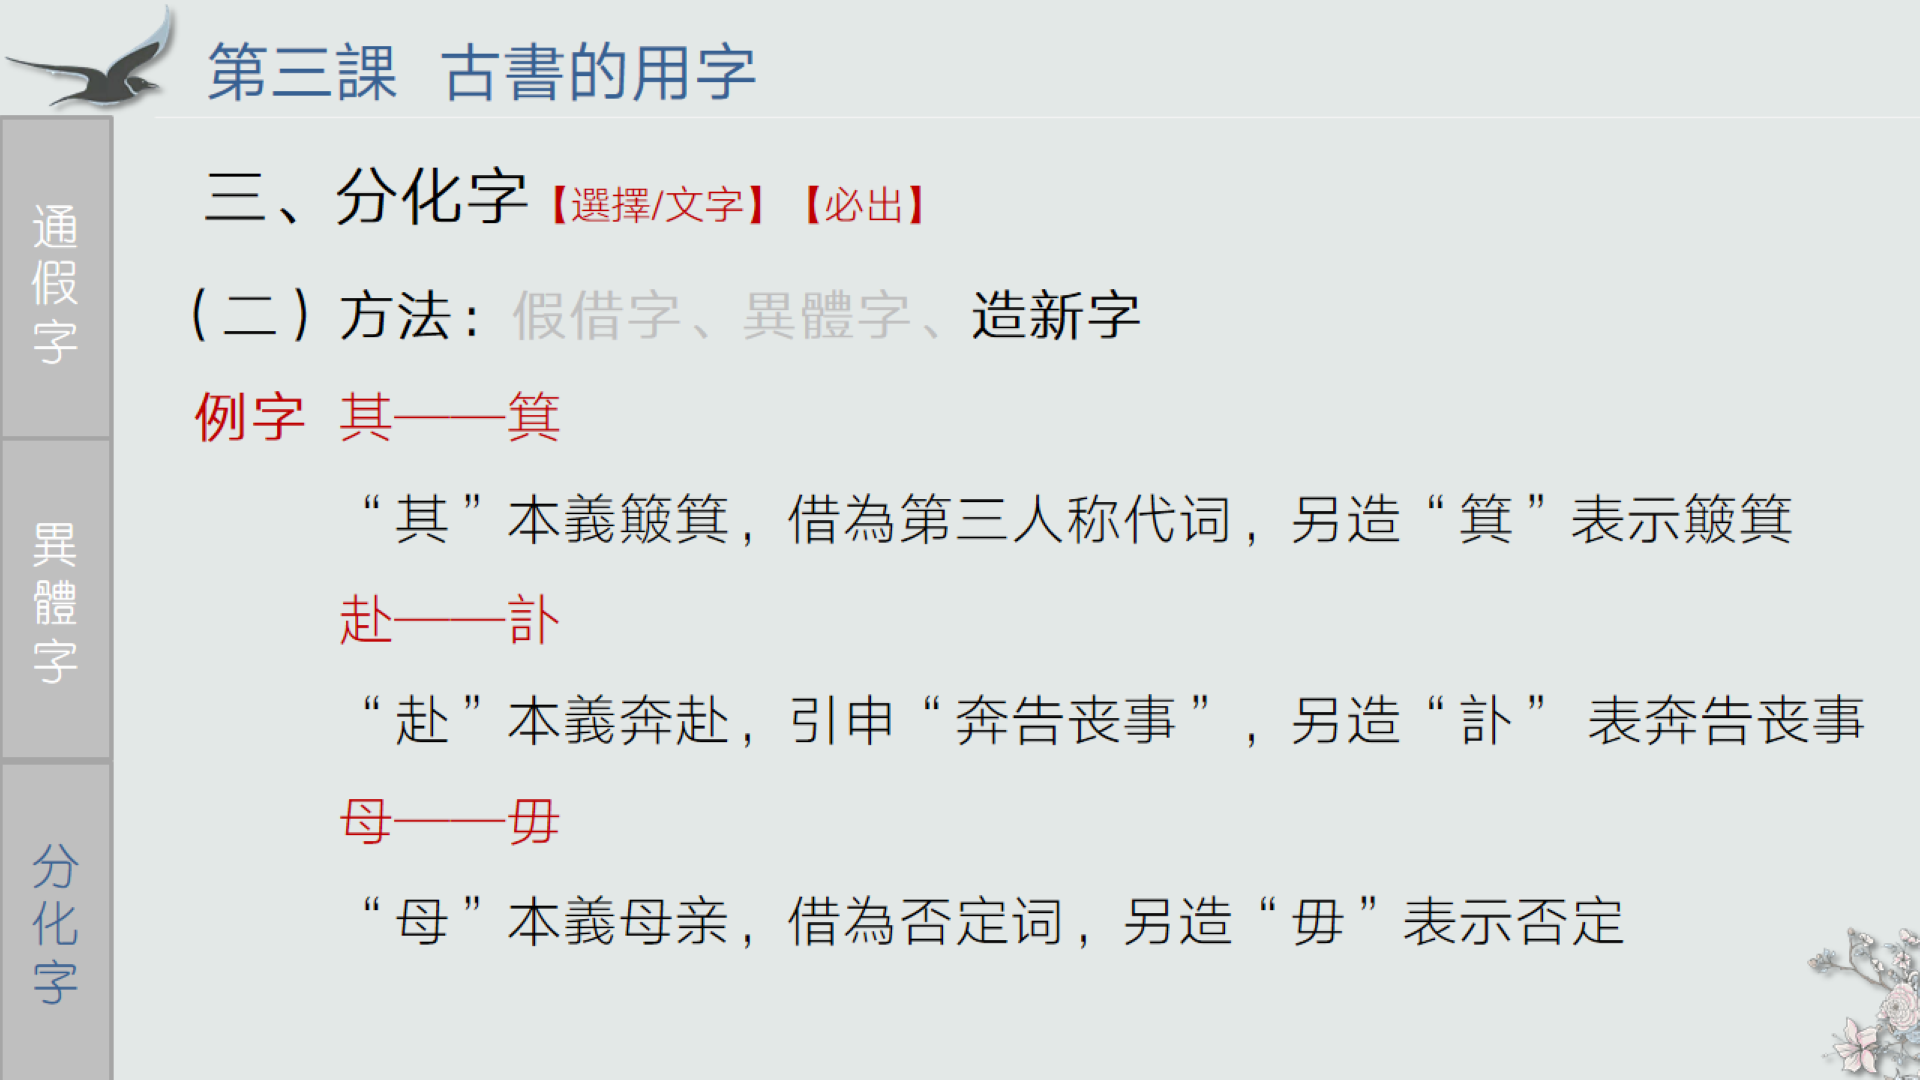 第三課 古書的用字
通假字
異體字
分化字
三、分化字【選擇/文字】【必出】
（二）方法：假借字、異體字、造新字
例字 其——箕
“其”本義簸箕，借為第三人称代词，另造“箕”表示簸箕
赴——訃
“赴”本義奔赴，引申“奔告丧事”，另造“訃” 表奔告丧事
母——毋
“母”本義母亲，借為否定词，另造“毋”表示否定